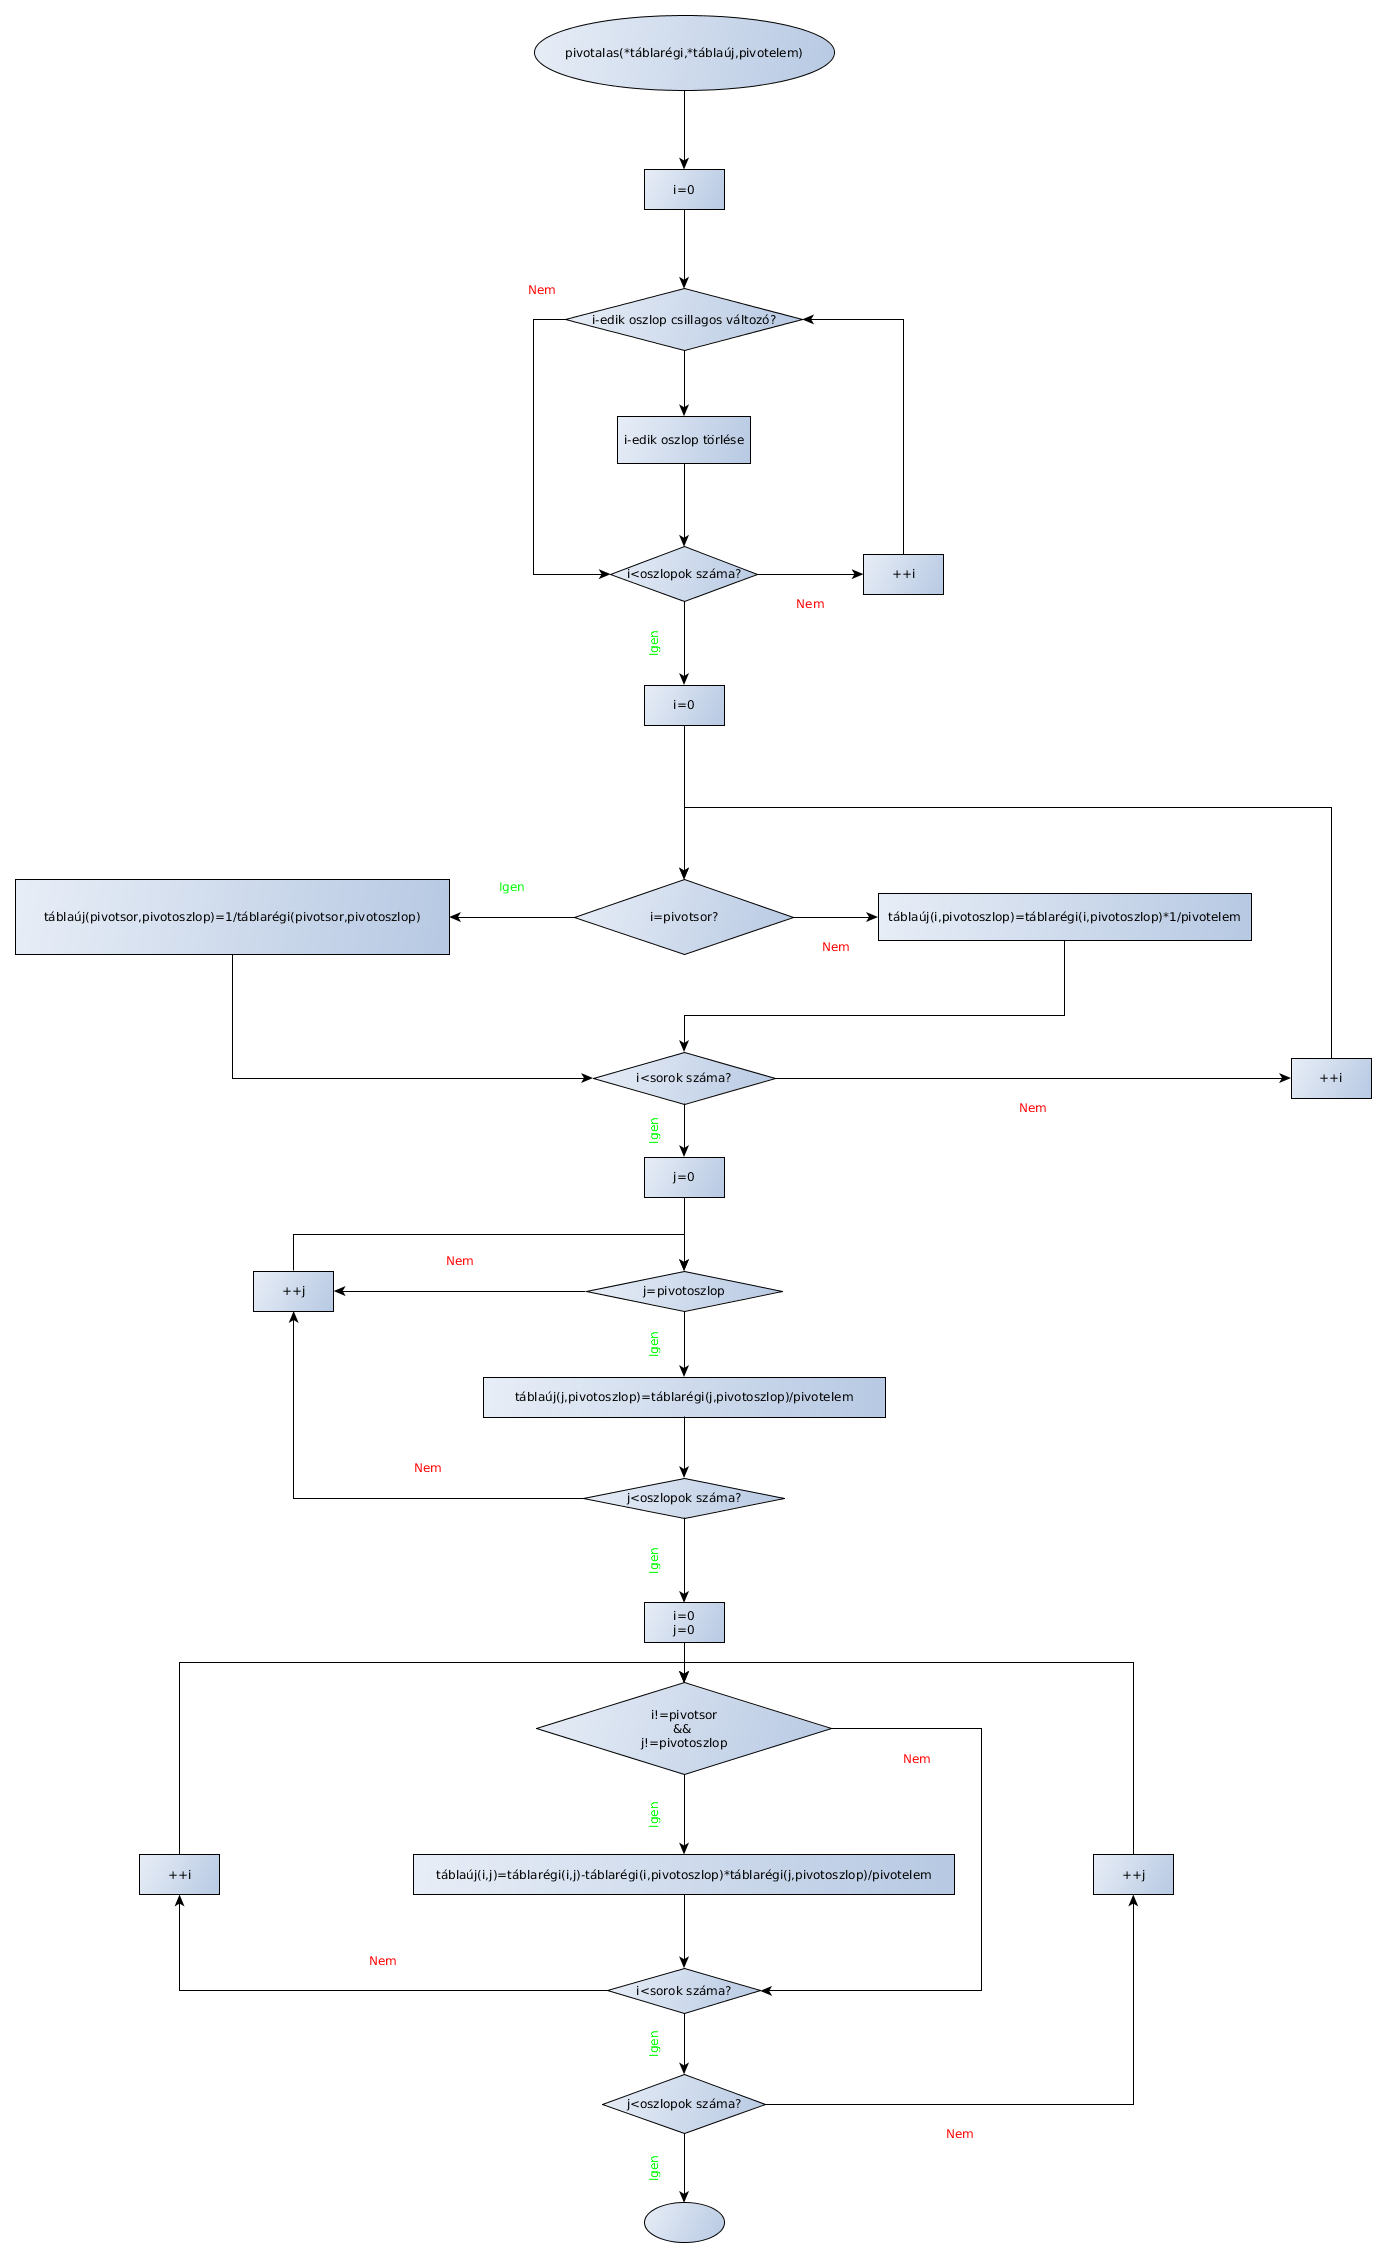 pivotalas(*táblarégi,*táblaúj,pivotelem)
i=0
Nem
i-edik oszlop csillagos változó?
i-edik oszlop törlése
i<oszlopok száma?
++i
Nem
Igen
i=0
Igen
táblaúj(pivotsor,pivotoszlop)=1/táblarégi(pivotsor,pivotoszlop)
i=pivotsor?
táblaúj(i,pivotoszlop)=táblarégi(i,pivotoszlop)*1/pivotelem
Nem
i<sorok száma?
++i
Nem
Igen
j=0
Nem
++j
j=pivotoszlop
Igen
táblaúj(j,pivotoszlop)=táblarégi(j,pivotoszlop)/pivotelem
Nem
j<oszlopok száma?
Igen
i=0
j=0
i!=pivotsor
&&
j!=pivotoszlop
Nem
Igen
++i
táblaúj(i,j)=táblarégi(i,j)-táblarégi(i,pivotoszlop)*táblarégi(j,pivotoszlop)/pivotelem
++j
Nem
i<sorok száma?
Igen
j<oszlopok száma?
Nem
Igen